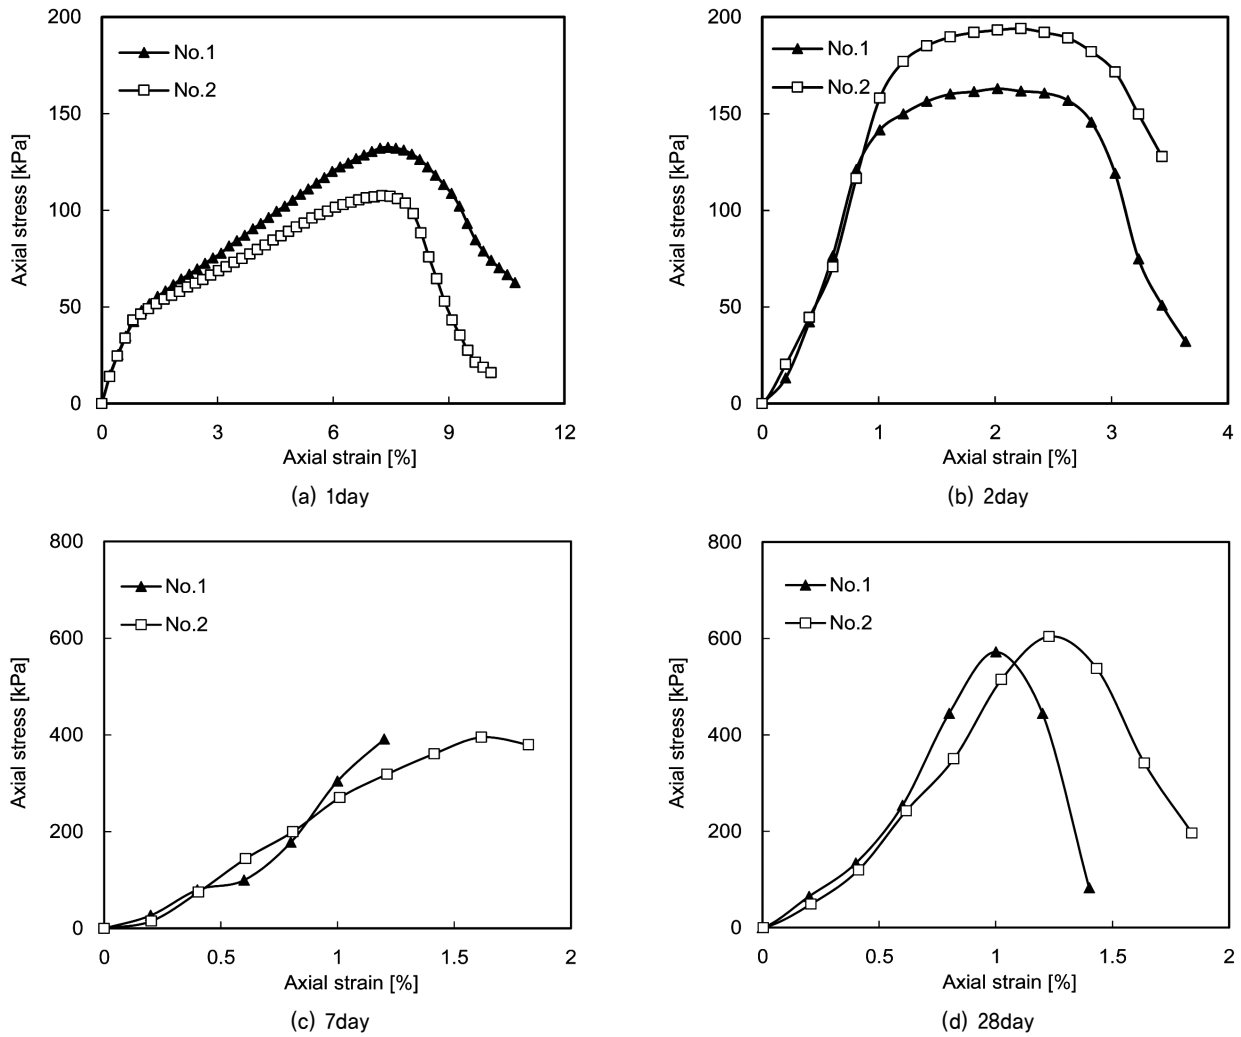 200
150
100
50
0
Axial stress [kPa]
No.1
No.2
0 3 6 9 12
Axial strain [%]
(a) 1day
200
150
100
50
0
Axial stress [kPa]
No.1
No.2
0 1 2 3 4
Axial strain [%]
(b) 2day
800
600
400
200
0
Axial stress [kPa]
No.1
No.2
0 0.5 1 1.5 2
Axial strain [%]
(c) 7day
800
600
400
200
0
Axial stress [kPa]
No.1
No.2
0 0.5 1 1.5 2
Axial strain [%]
(d) 28day